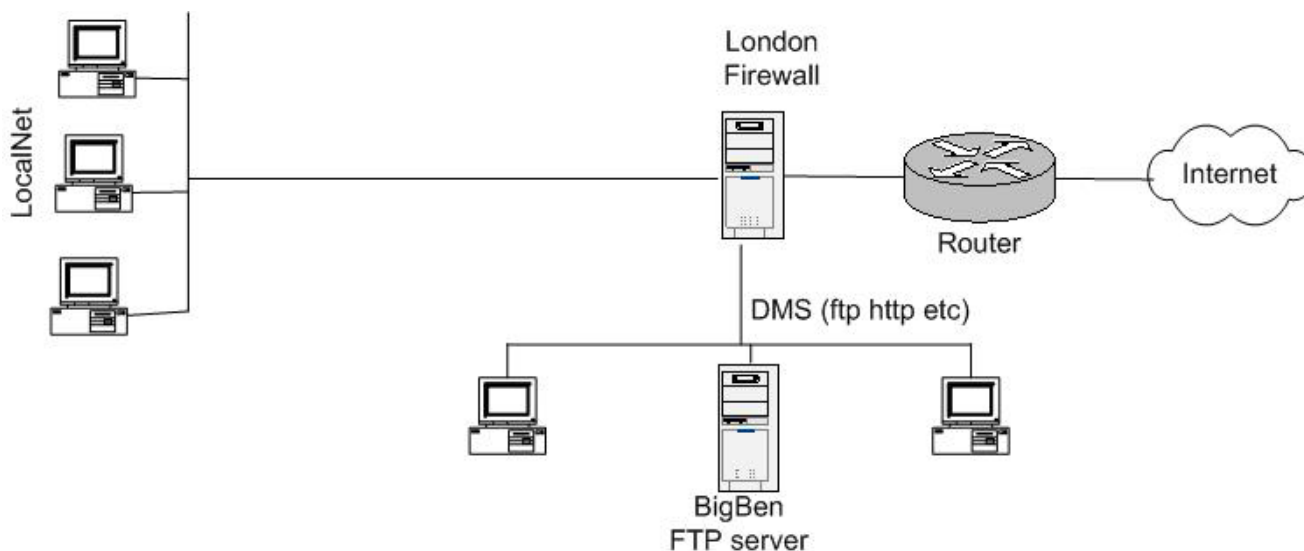 LocalNet
London
Firewall
Router
Internet
DMS (ftp http etc)
BigBen
FTP server